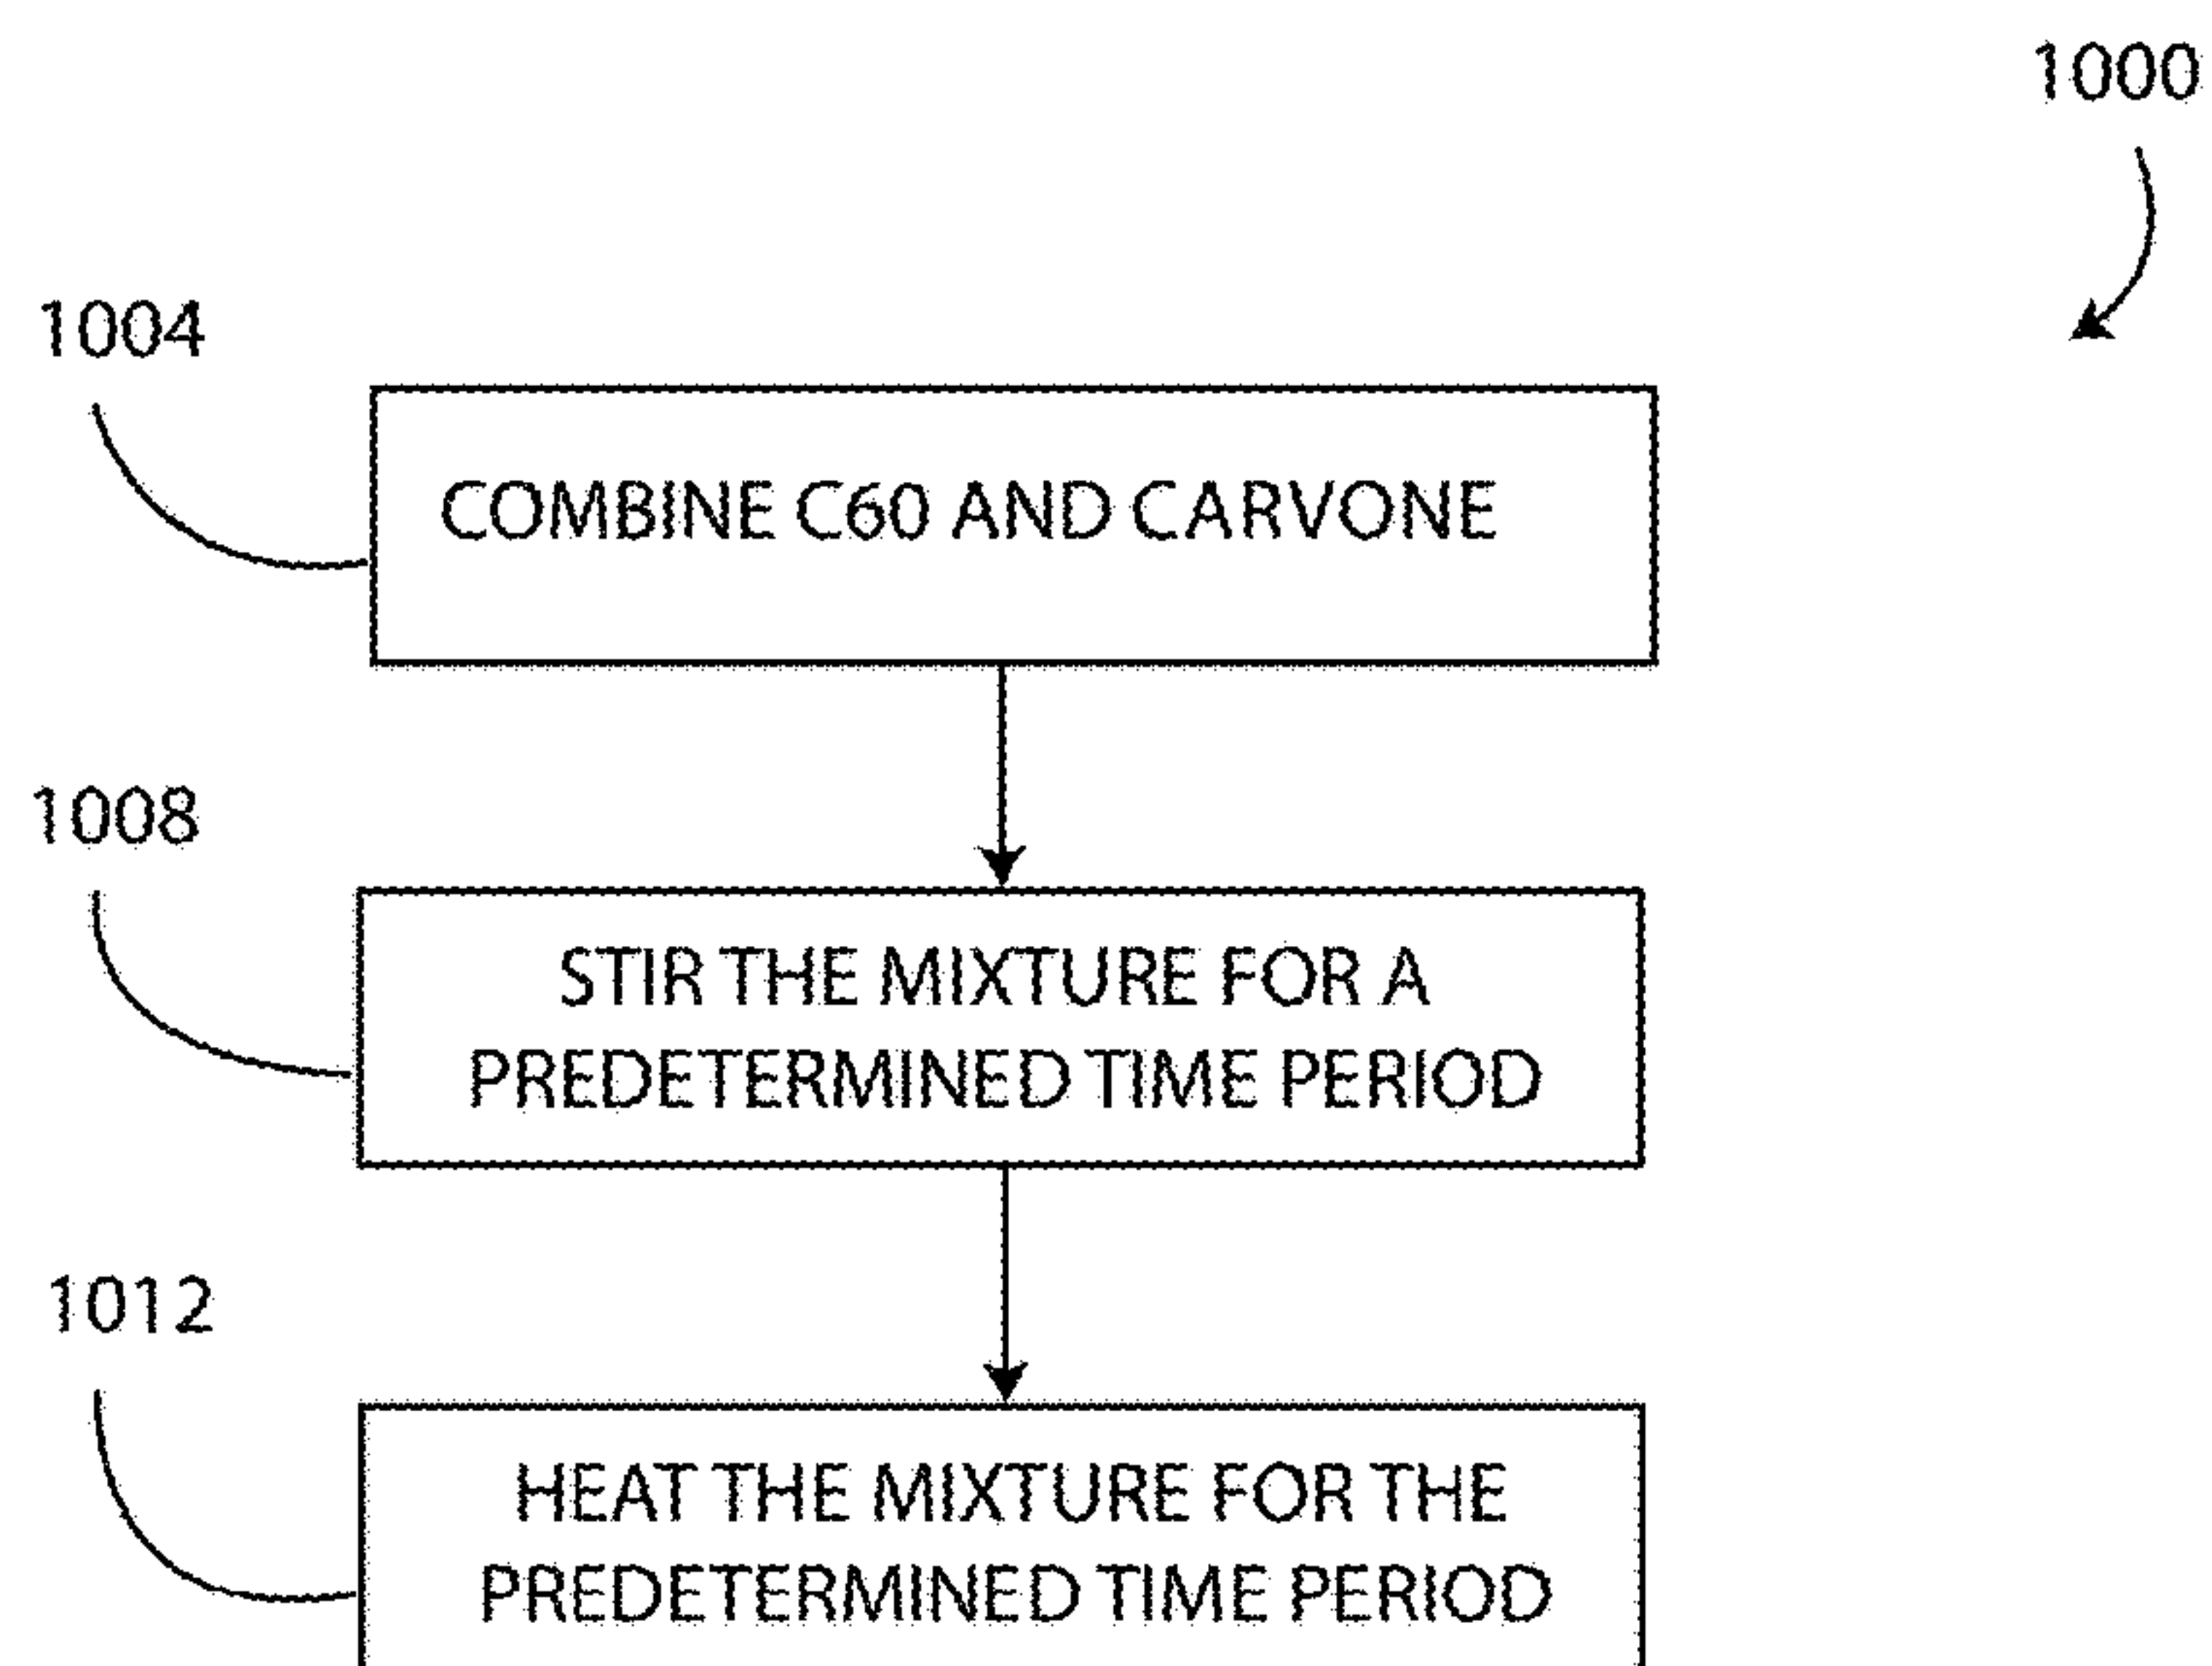 1000
1004
COMBINE C60 AND CARVONE
1008
STIR THE MIXTURE FOR A
PREDETERMINED TIME PERIOD
1012
HEAT THE MIXTURE FOR THE
PREDETERMINED TIME PERIOD